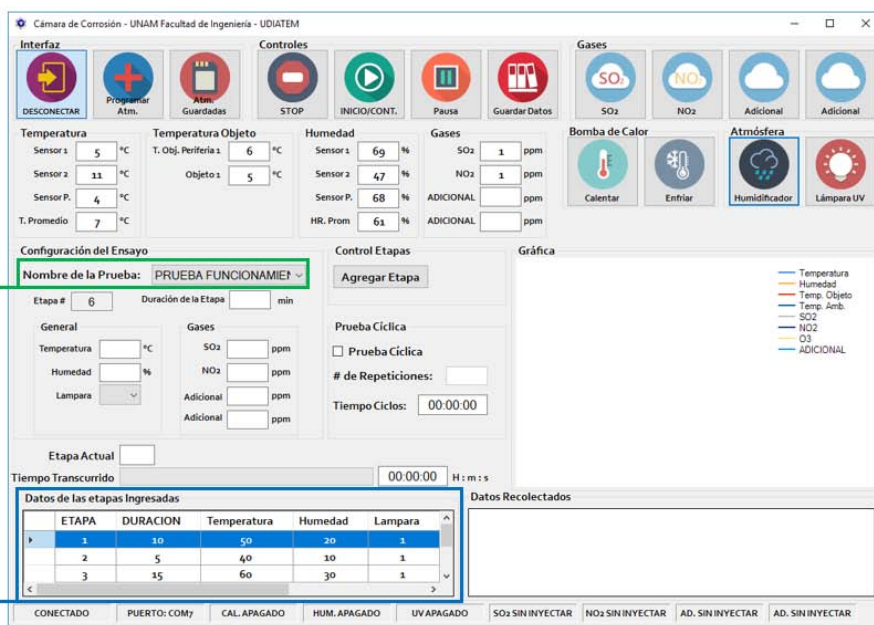 Cámara de Corrosión - UNAM Facultad de Ingeniería - UDIATEM
Interfaz Controles Gases
SO₂ NO₂
DESCONECTAR Programar Atm. Atm. Guardadas STOP INICIO/CONT. Pausa Guardar Datos SO2 NO2 Adicional Adicional
Temperatura Temperatura Objeto Humedad Gases Bomba de Calor Atmósfera
Sensor 1 5 °C T. Obj. Periferia 1 6 °C Sensor 1 69 % SO2 1 ppm
Sensor 2 11 °C Objeto 1 5 °C Sensor 2 47 % NO2 1 ppm
Sensor P. 4 °C Sensor P. 68 % ADICIONAL ppm Calentar Enfriar Humidificador Lámpara UV
T. Promedio 7 °C HR. Prom 61 % ADICIONAL ppm
Configuración del Ensayo Control Etapas Gráfica
Nombre de la Prueba: PRUEBA FUNCIONAMIEN Agregar Etapa
Etapa # 6 Duración de la Etapa min
Temperatura
Humedad
Temp. Objeto
Temp. Amb.
SO2
NO2
O3
ADICIONAL
General Gases Prueba Cíclica
Temperatura °C SO2 ppm Prueba Cíclica
Humedad % NO2 ppm # de Repeticiones:
Lampara Adicional ppm Tiempo Ciclos: 00:00:00
Adicional ppm
Etapa Actual
Tiempo Transcurrido 00:00:00 H : m : s
Datos de las etapas Ingresadas Datos Recolectados
ETAPA DURACION Temperatura Humedad Lampara
1 10 50 20 1
2 5 40 10 1
3 15 60 30 1
CONECTADO PUERTO: COM7 CAL. APAGADO HUM. APAGADO UV APAGADO SO2 SIN INYECTAR NO2 SIN INYECTAR AD. SIN INYECTAR AD. SIN INYECTAR